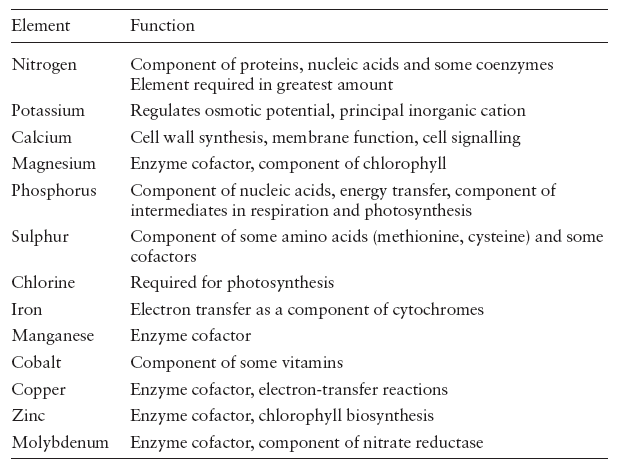 Element Function
Nitrogen Component of proteins, nucleic acids and some coenzymes
Element required in greatest amount
Potassium Regulates osmotic potential, principal inorganic cation
Calcium Cell wall synthesis, membrane function, cell signalling
Magnesium Enzyme cofactor, component of chlorophyll
Phosphorus Component of nucleic acids, energy transfer, component of
intermediates in respiration and photosynthesis
Sulphur Component of some amino acids (methionine, cysteine) and some
cofactors
Chlorine Required for photosynthesis
Iron Electron transfer as a component of cytochromes
Manganese Enzyme cofactor
Cobalt Component of some vitamins
Copper Enzyme cofactor, electron-transfer reactions
Zinc Enzyme cofactor, chlorophyll biosynthesis
Molybdenum Enzyme cofactor, component of nitrate reductase